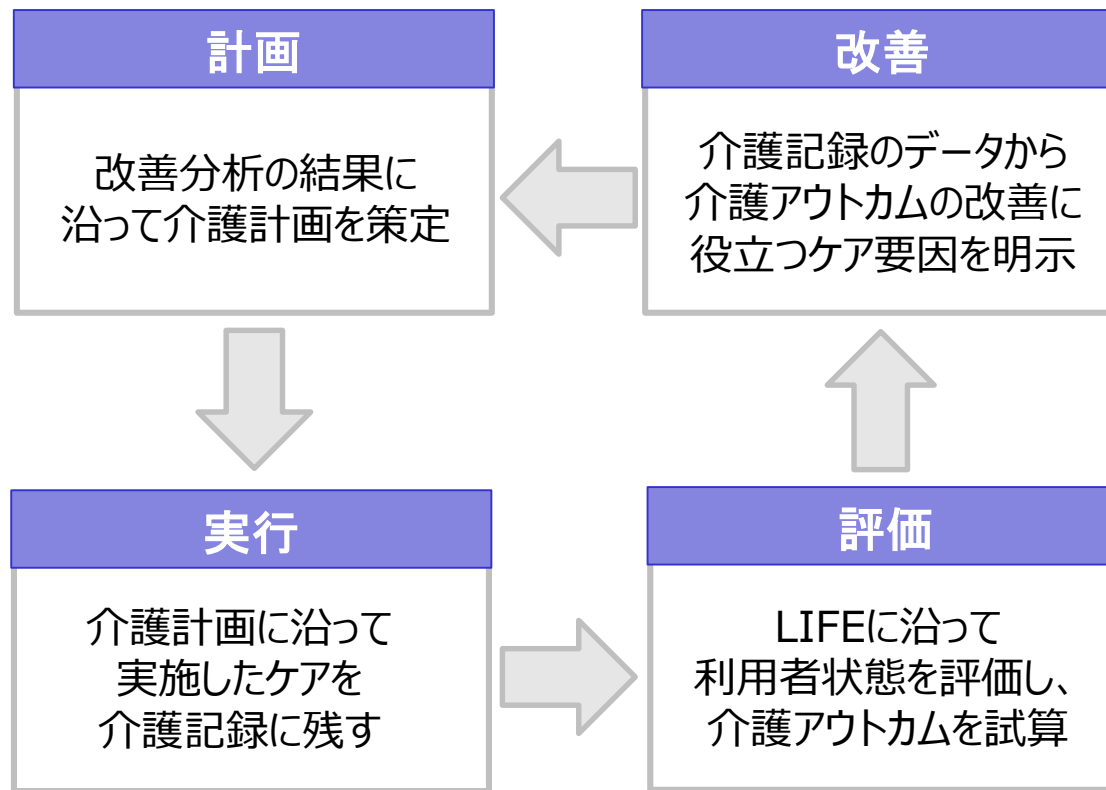 計画
改善分析の結果に
沿って介護計画を策定
改善
介護記録のデータから
介護アウトカムの改善に
役立つケア要因を明示
実行
介護計画に沿って
実施したケアを
介護記録に残す
評価
LIFEに沿って
利用者状態を評価し、
介護アウトカムを試算